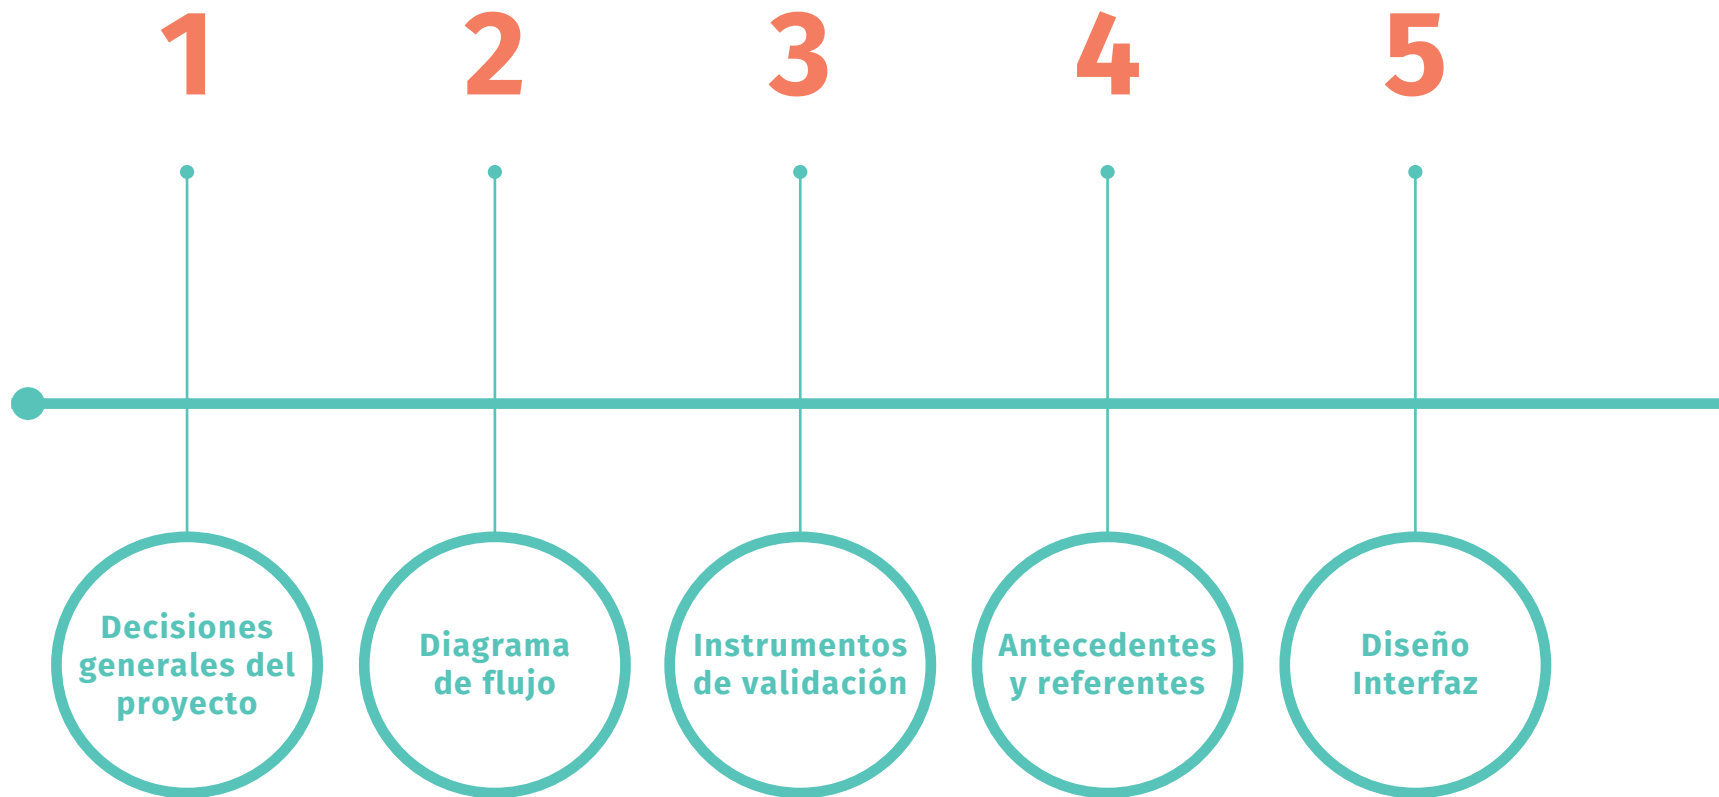 1
2
3
4
5
Decisiones
generales del
proyecto
Diagrama
de flujo
Instrumentos
de validación
Antecedentes
y referentes
Diseño
Interfaz